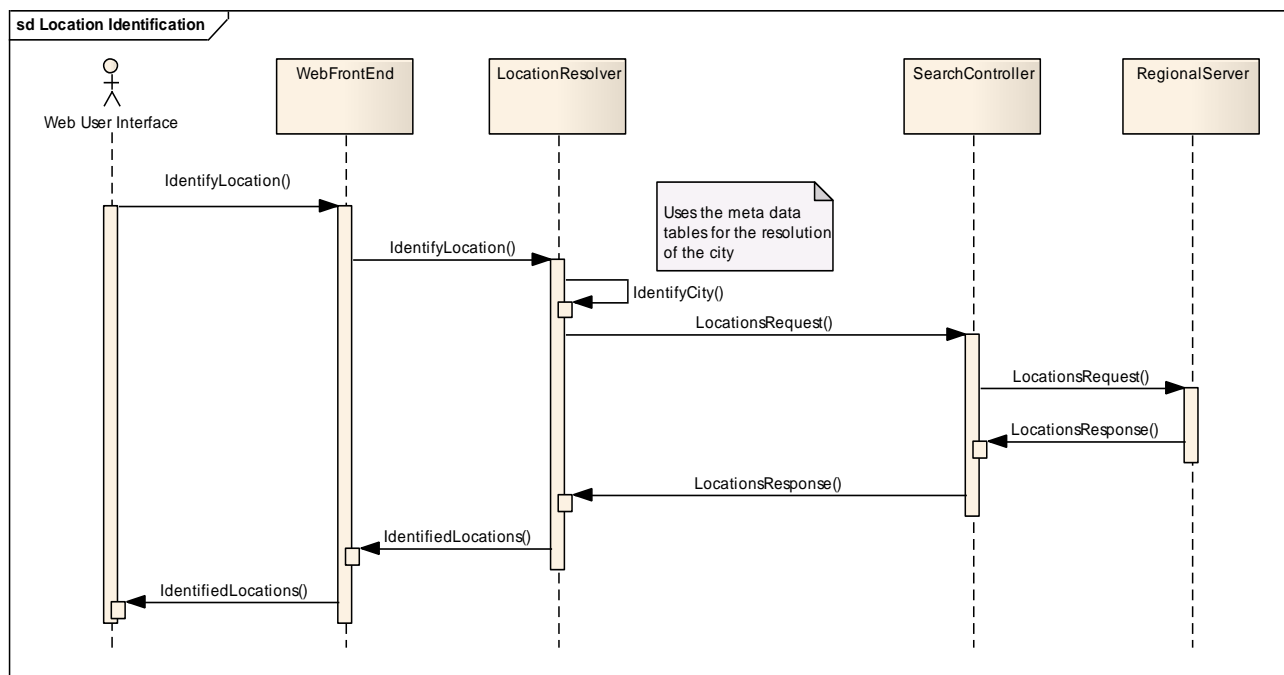 sd Location Identification
Web User Interface
WebFrontEnd
LocationResolver
SearchController
RegionalServer
IdentifyLocation()
IdentifyLocation()
Uses the meta data
tables for the resolution
of the city
IdentifyCity()
LocationsRequest()
LocationsRequest()
LocationsResponse()
LocationsResponse()
IdentifiedLocations()
IdentifiedLocations()